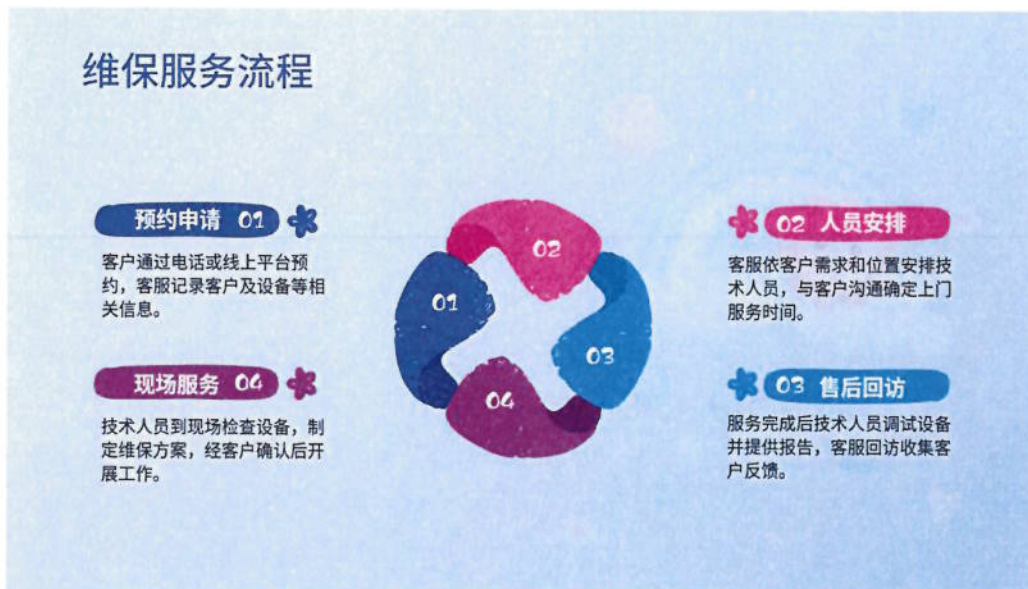 维保服务流程
预约申请 01
客户通过电话或线上平台预
约，客服记录客户及设备等相
关信息。
02 人员安排
客服依客户需求和位置安排技
术人员，与客户沟通确定上门
服务时间。
现场服务 04
技术人员到现场检查设备，制
定维保方案，经客户确认后开
展工作。
03 售后回访
服务完成后技术人员调试设备
并提供报告，客服回访收集客
户反馈。
02
01
03
04